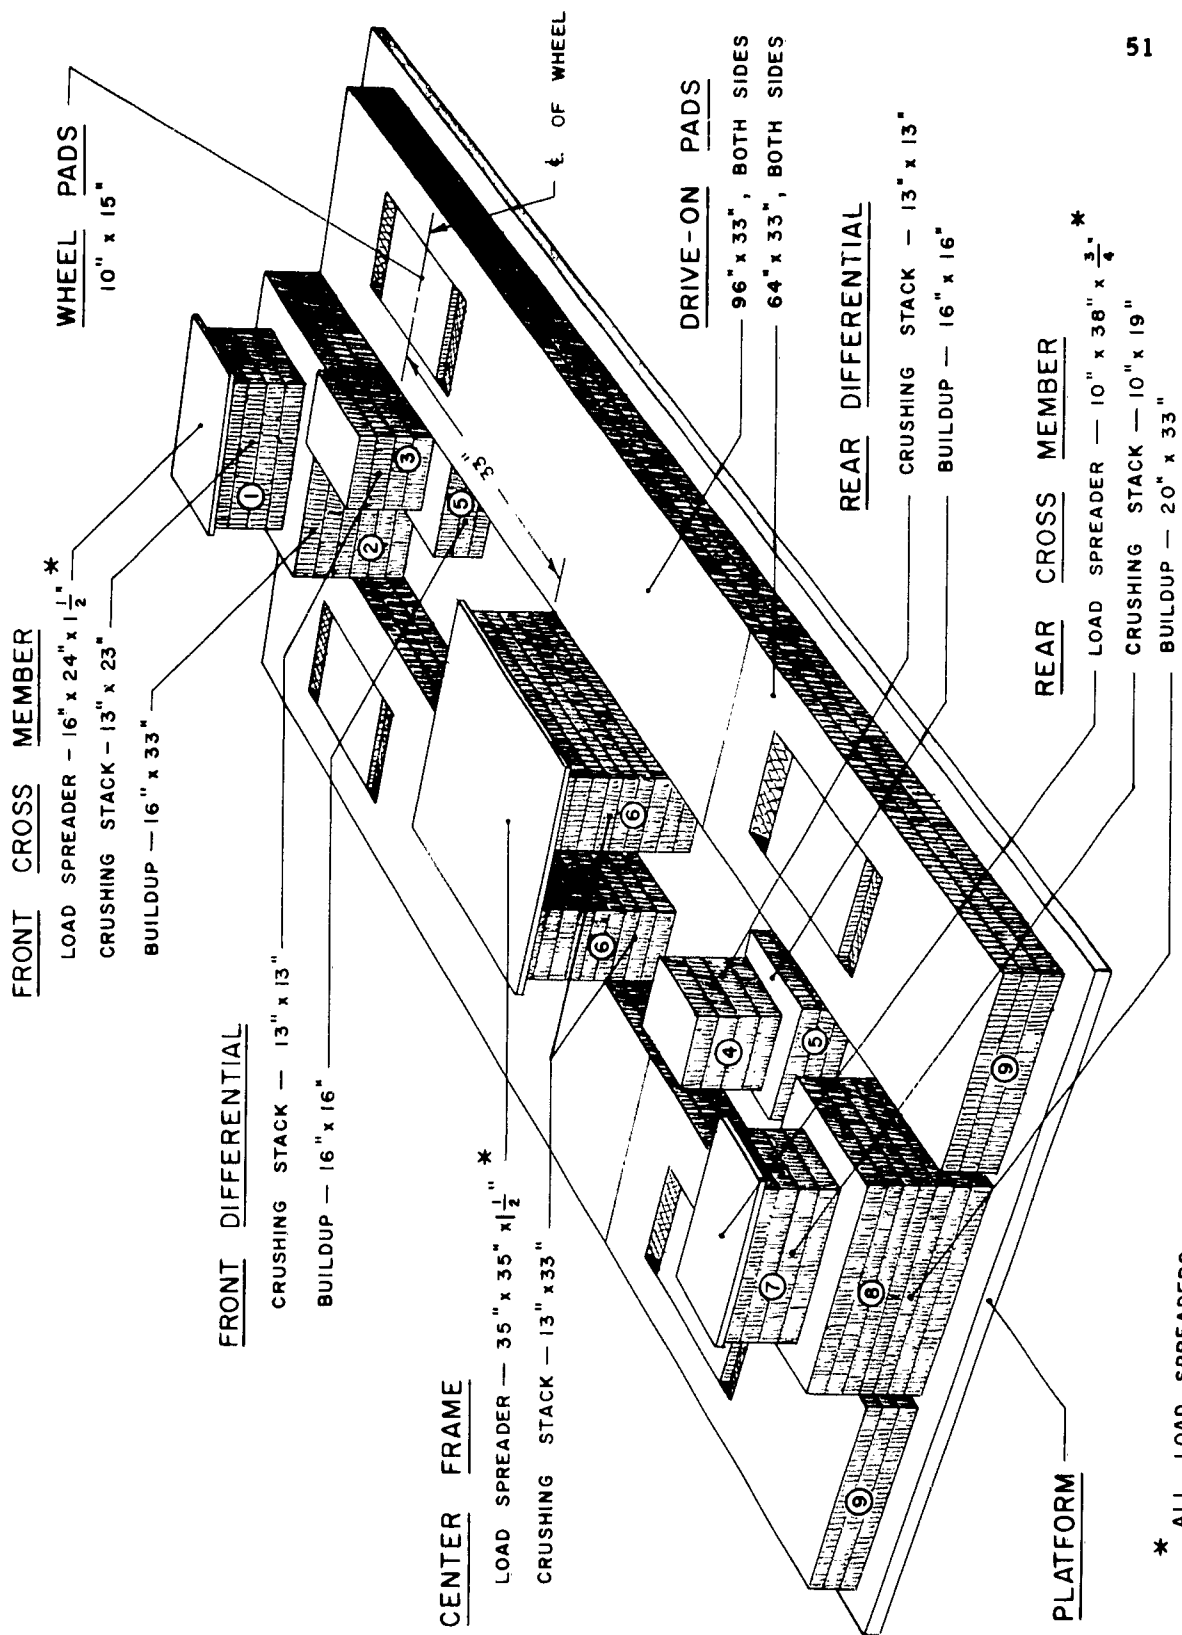 51
WHEEL PADS
10" x 15"
FRONT CROSS MEMBER
LOAD SPREADER — 16" x 24" x 1 1/2" *
CRUSHING STACK — 13" x 23"
BUILDUP — 16" x 33"
FRONT DIFFERENTIAL
CRUSHING STACK — 13" x 13"
BUILDUP — 16" x 16"
CENTER FRAME
LOAD SPREADER — 35" x 35" x 1 1/2" *
CRUSHING STACK — 13" x 33"
℄ OF WHEEL
33"
DRIVE-ON PADS
96" x 33", BOTH SIDES
64" x 33", BOTH SIDES
REAR DIFFERENTIAL
CRUSHING STACK — 13" x 13"
BUILDUP — 16" x 16"
REAR CROSS MEMBER
LOAD SPREADER — 10" x 38" x 3/4" *
CRUSHING STACK — 10" x 19"
BUILDUP — 20" x 33"
1
2
3
5
6
6
4
5
7
8
9
9
PLATFORM
* ALL LOAD SPREADERS